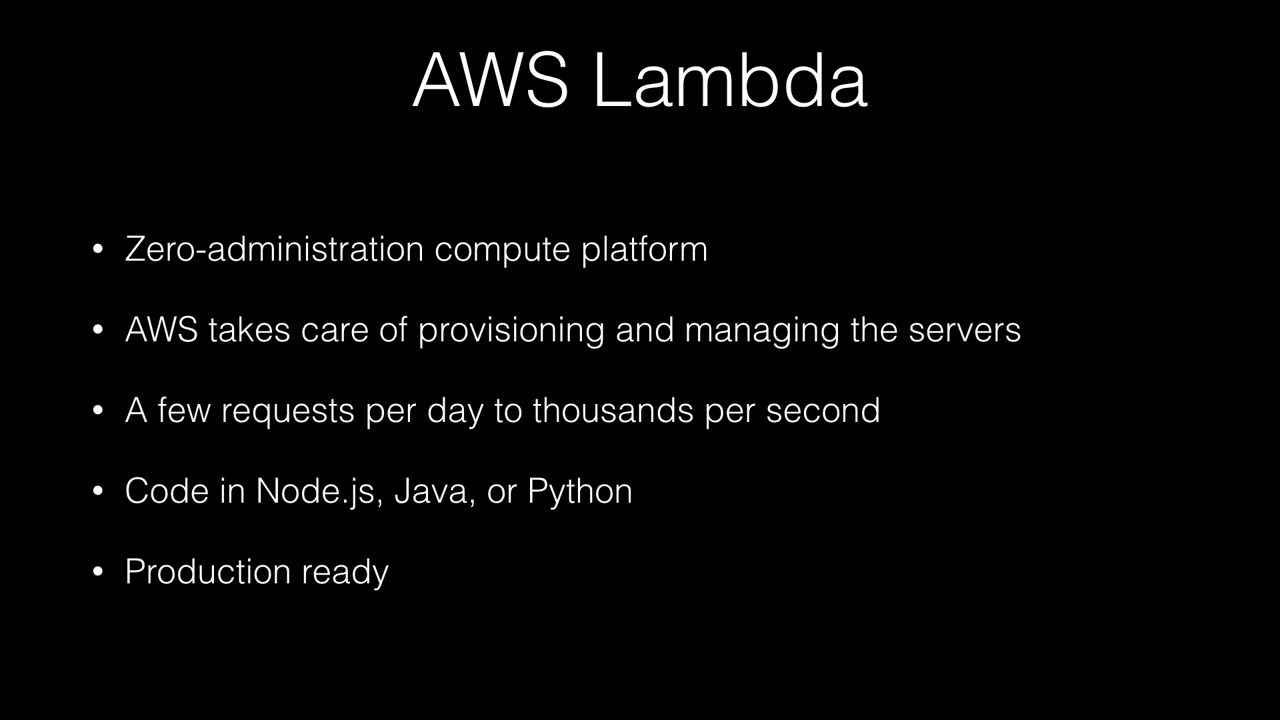 AWS Lambda
• Zero-administration compute platform
• AWS takes care of provisioning and managing the servers
• A few requests per day to thousands per second
• Code in Node.js, Java, or Python
• Production ready